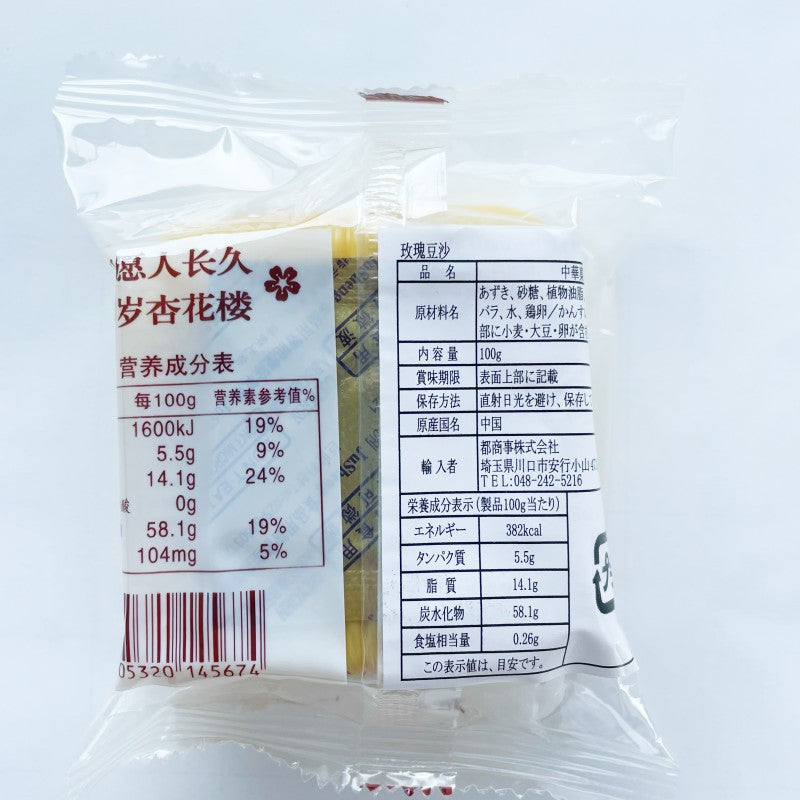 愿人长久
岁岁杏花楼
营养成分表
每100g 营养素参考值%
1600kJ 19%
5.5g 9%
14.1g 24%
酸 0g
58.1g 19%
104mg 5%
05320 145674
玫瑰豆沙
品名 中華
原材料名 あずき、砂糖、植物油脂
バラ、水、鶏卵/かんす
部に小麦・大豆・卵が含
内容量 100g
賞味期限 表面上部に記載
保存方法 直射日光を避け、保存して
原産国名 中国
輸入者 都商事株式会社
埼玉県川口市安行小山47
TEL:048-242-5216
栄養成分表示(製品100g当たり)
エネルギー 382kcal
タンパク質 5.5g
脂質 14.1g
炭水化物 58.1g
食塩相当量 0.26g
この表示値は、目安です。